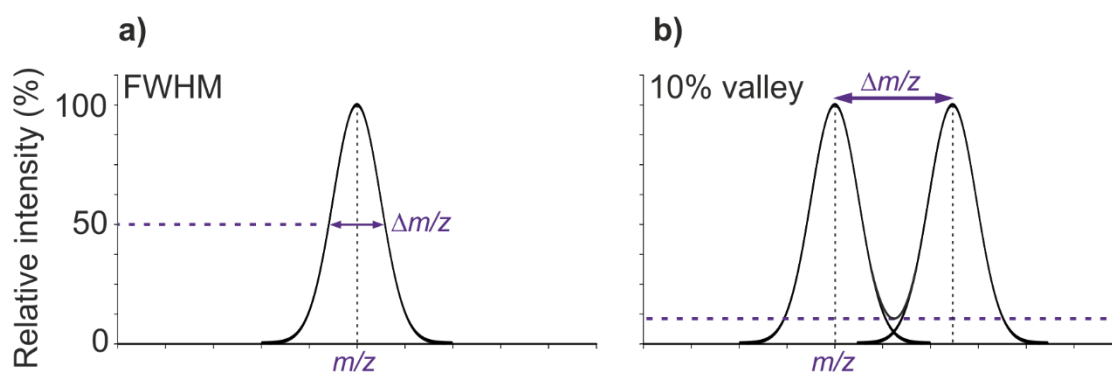 a)
FWHM
Relative intensity (%)
100
50
0
Δm/z
m/z
b)
10% valley
Δm/z
m/z